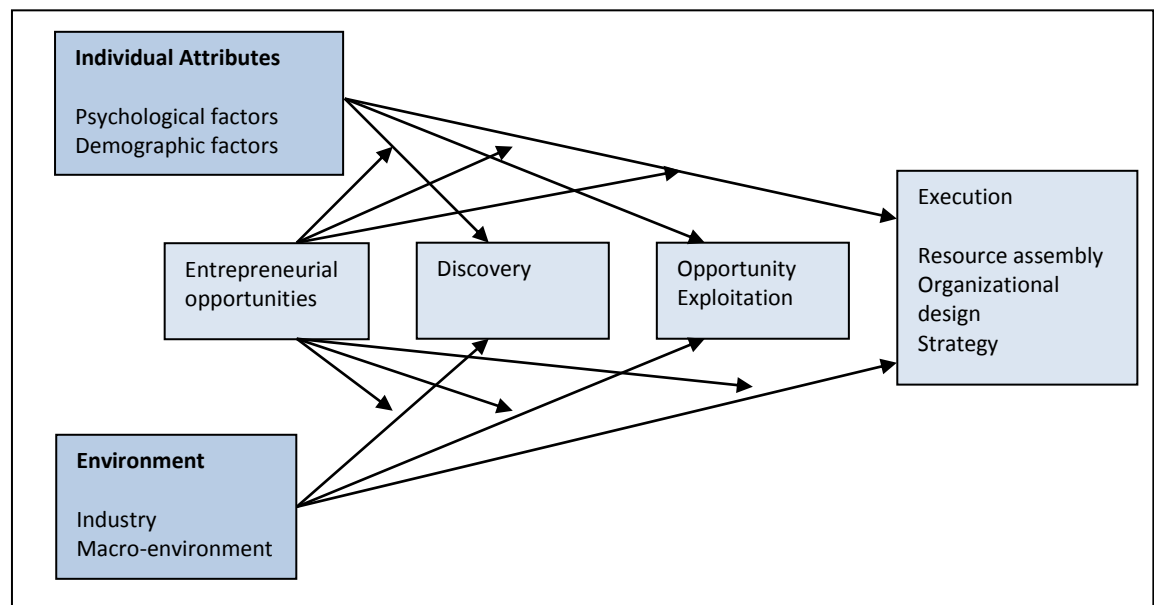 Individual Attributes
Psychological factors
Demographic factors
Entrepreneurial
opportunities
Discovery
Opportunity
Exploitation
Execution
Resource assembly
Organizational
design
Strategy
Environment
Industry
Macro-environment